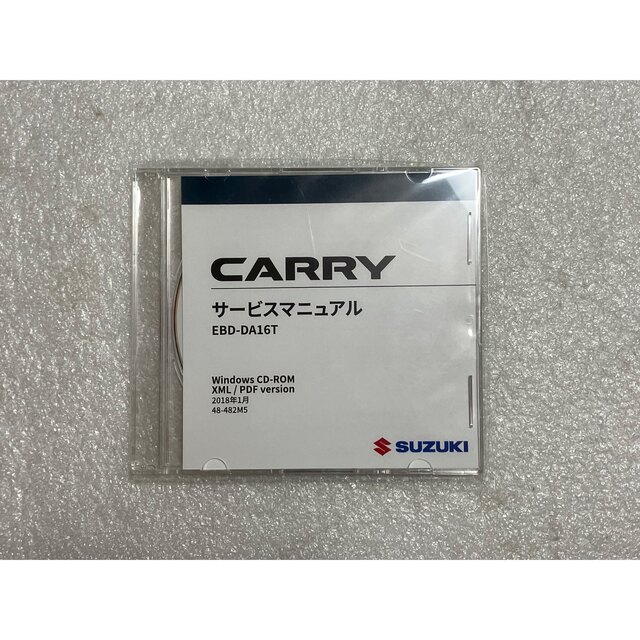 CARRY
サービスマニュアル
EBD-DA16T
Windows CD-ROM
XML / PDF version
2018年1月
48-482M5
SUZUKI